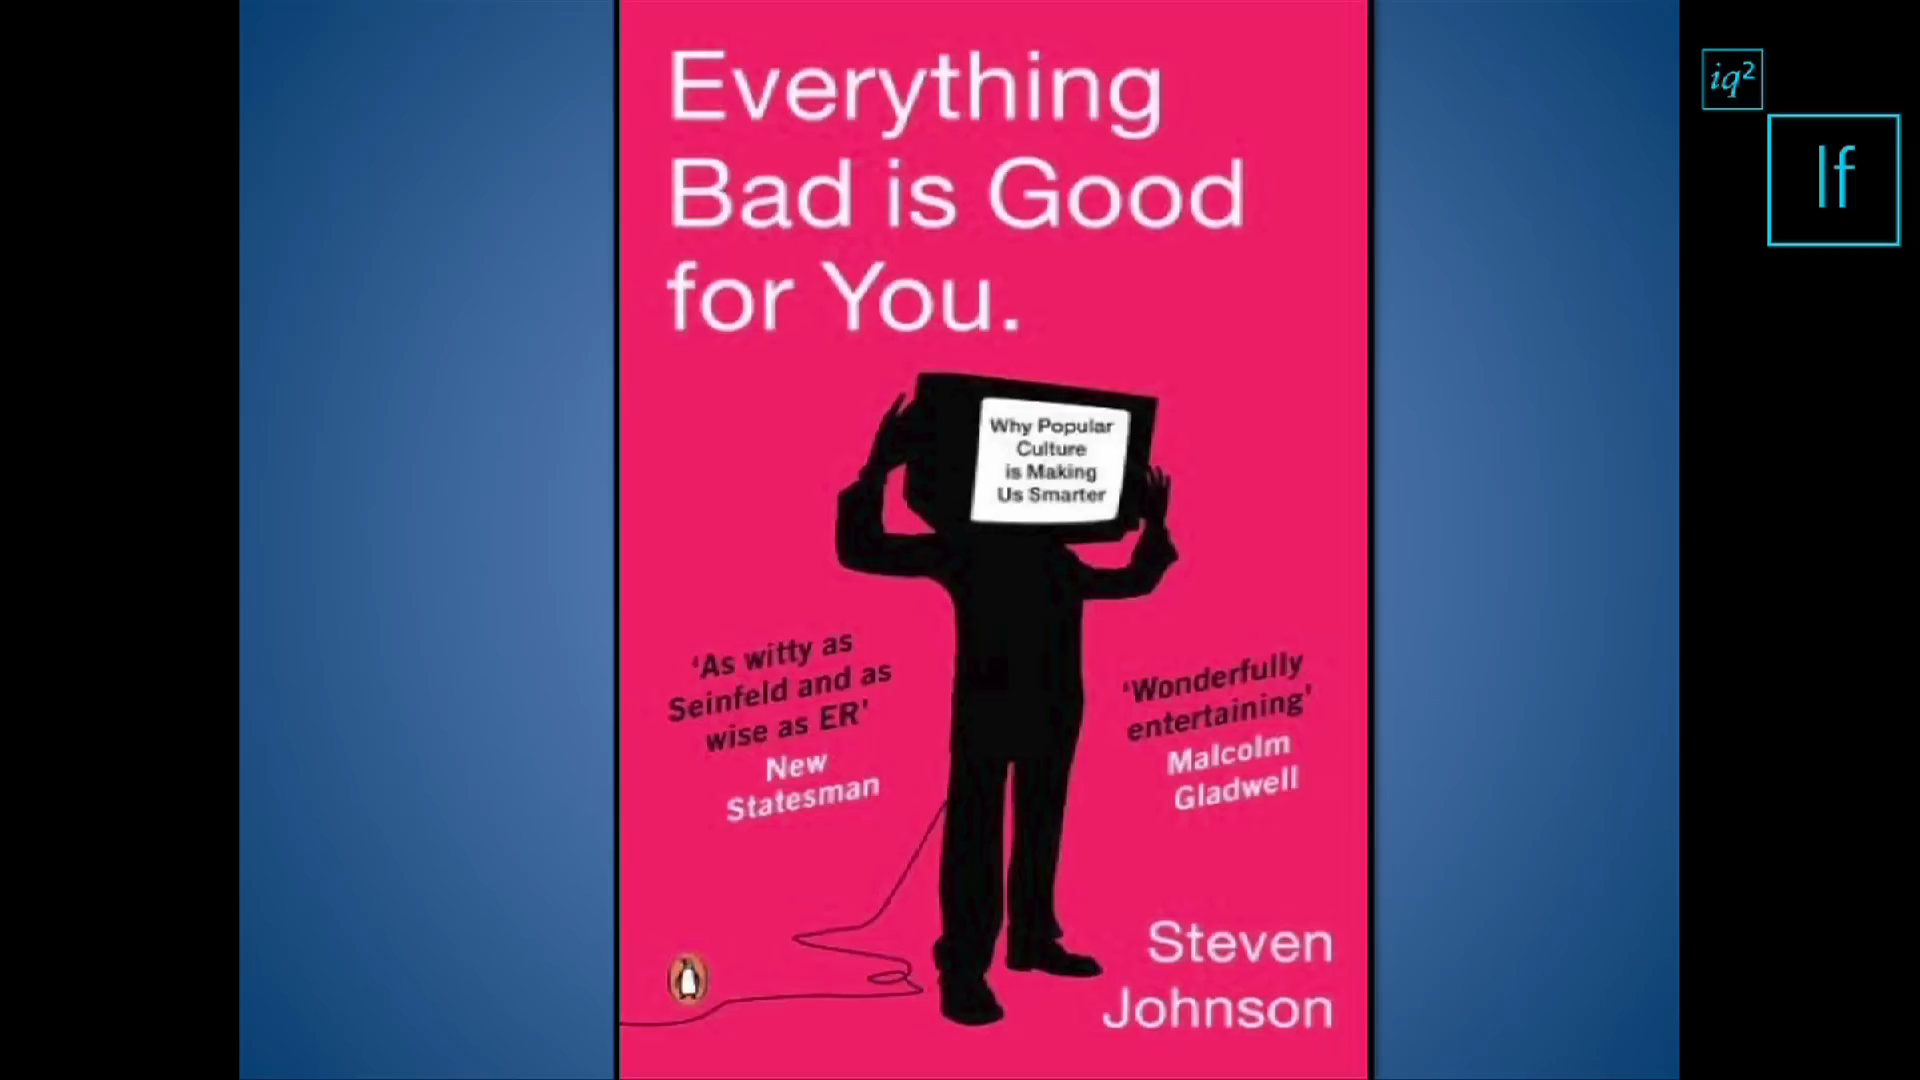 Everything
Bad is Good
for You.
Why Popular
Culture
is Making
Us Smarter
'As witty as
Seinfeld and as
wise as ER'
New
Statesman
'Wonderfully
entertaining'
Malcolm
Gladwell
Steven
Johnson
iq²
If